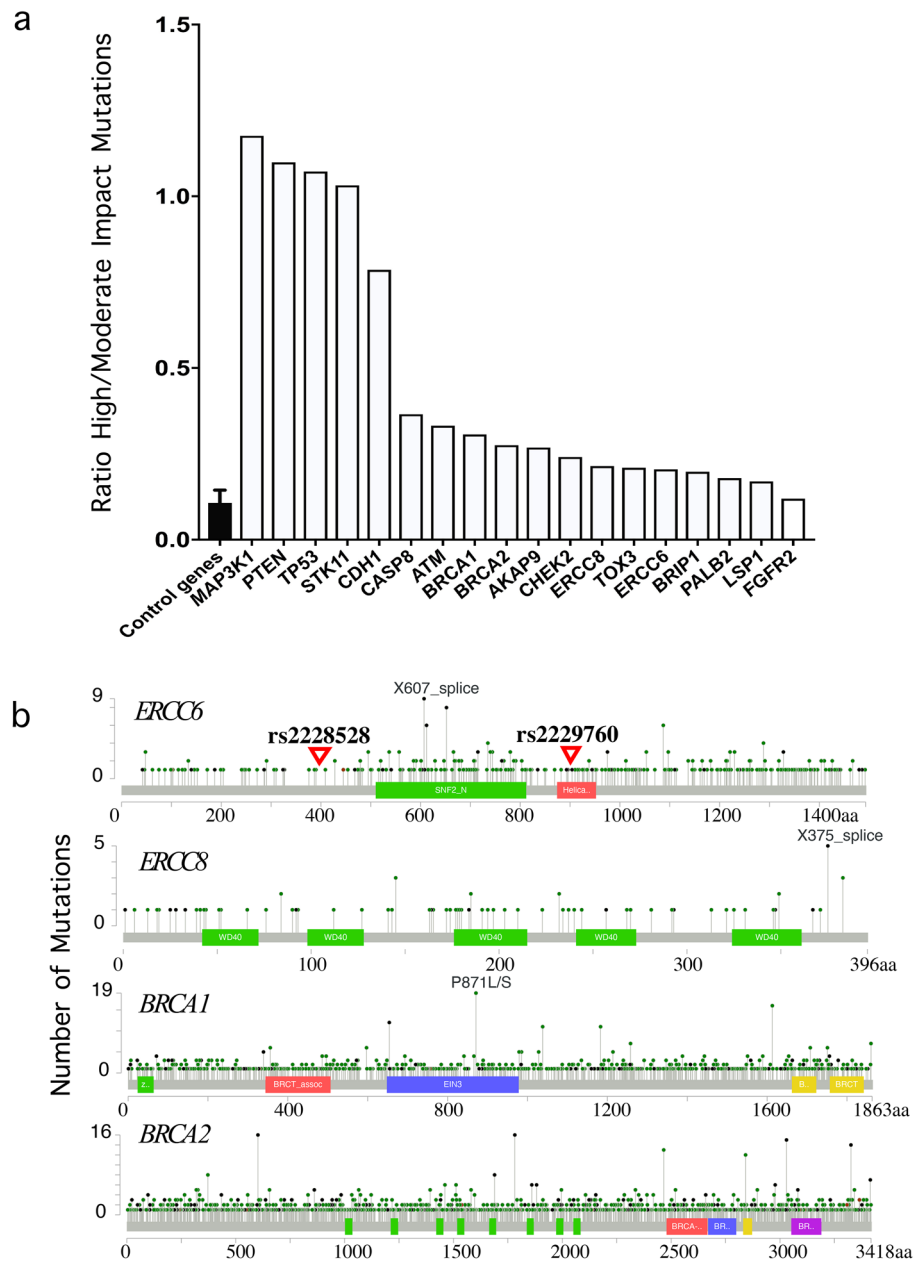 a
Ratio High/Moderate Impact Mutations
1.5
1.0
0.5
0.0
Control genes
MAP3K1
PTEN
TP53
STK11
CDH1
CASP8
ATM
BRCA1
BRCA2
AKAP9
CHEK2
ERCC8
TOX3
ERCC6
BRIP1
PALB2
LSP1
FGFR2
b
Number of Mutations
ERCC6
9
0
X607_splice
rs2228528
rs2229760
SNF2_N
Helica..
0 200 400 600 800 1000 1200 1400aa
ERCC8
5
0
X375_splice
WD40 WD40 WD40 WD40 WD40
0 100 200 300 396aa
BRCA1
19
0
P871L/S
z..
BRCT_assoc
EIN3
B..
BRCT
0 400 800 1200 1600 1863aa
BRCA2
16
0
BRCA-..
BR..
BR..
0 500 1000 1500 2000 2500 3000 3418aa